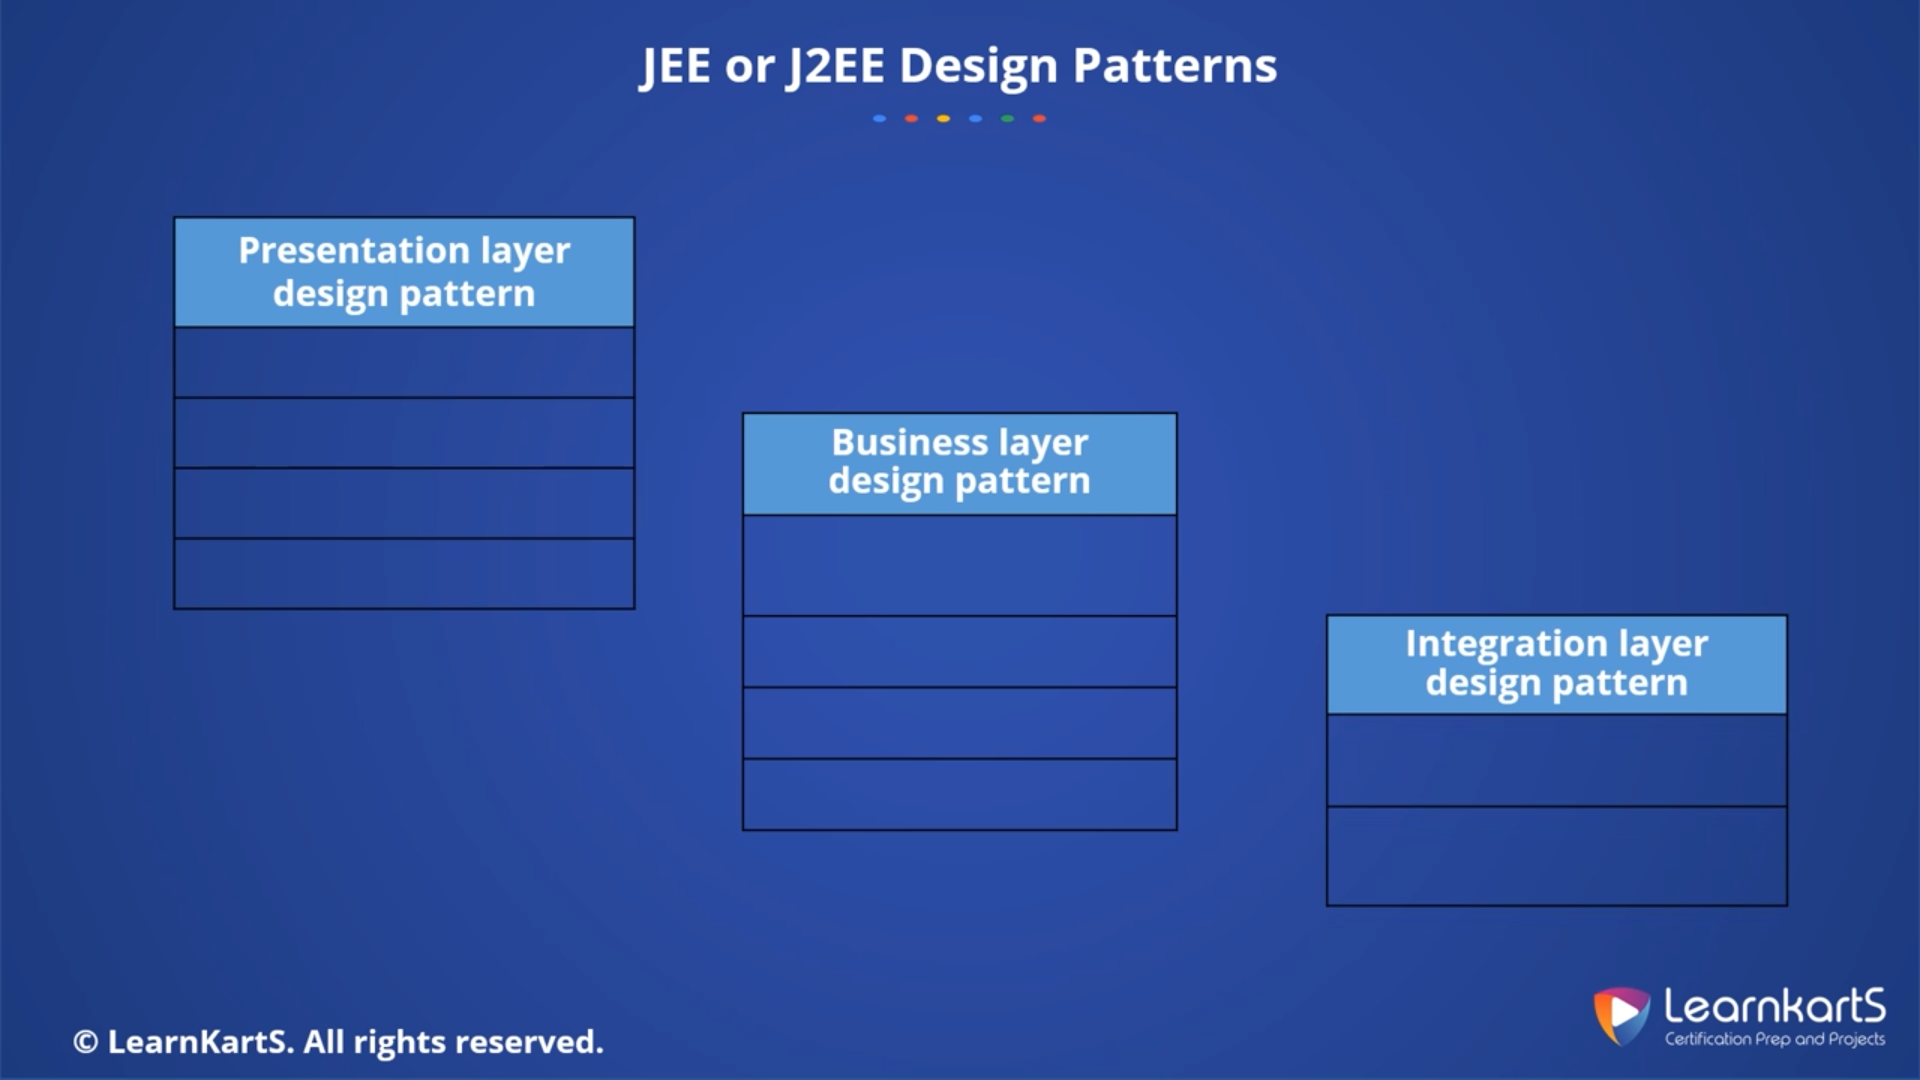 JEE or J2EE Design Patterns
Presentation layer
design pattern
Business layer
design pattern
Integration layer
design pattern
© LearnKartS. All rights reserved.
LearnkartS
Certification Prep and Projects